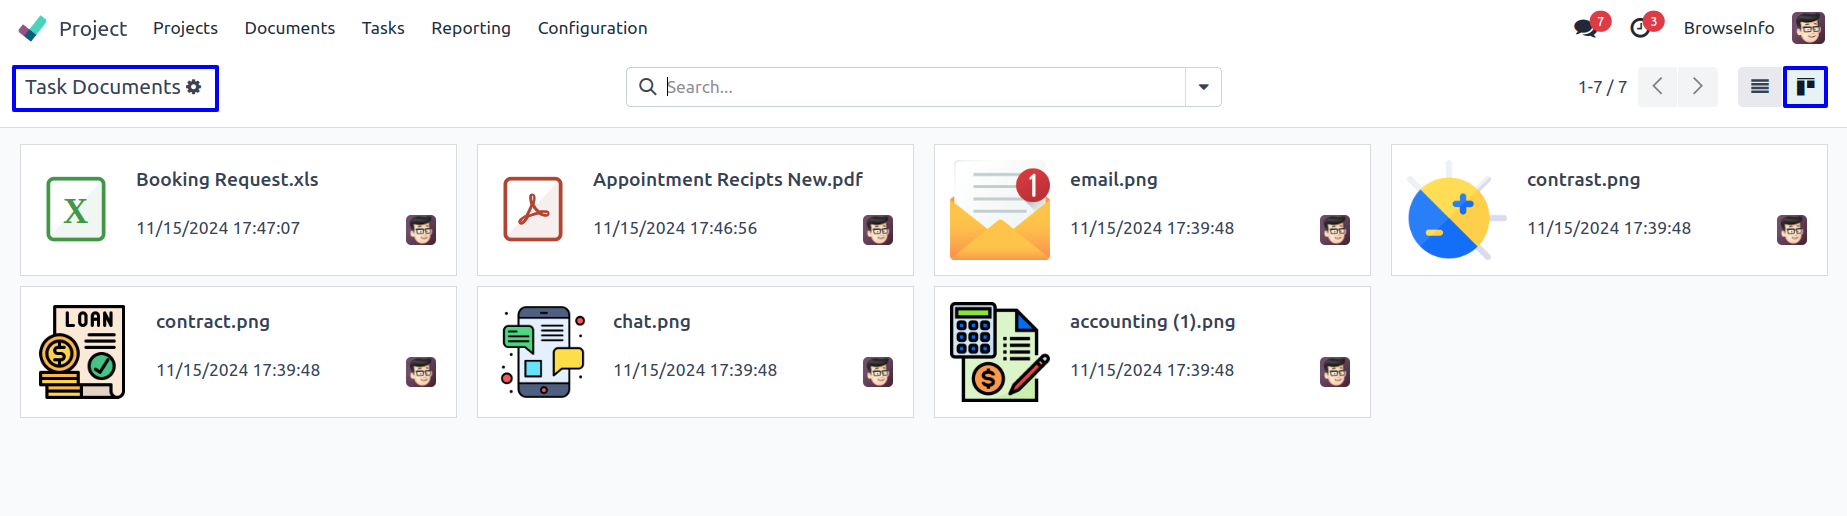 Project Projects Documents Tasks Reporting Configuration 7 3 BrowseInfo
Task Documents Search... 1-7 / 7
Booking Request.xls
11/15/2024 17:47:07
X
Appointment Recipts New.pdf
11/15/2024 17:46:56
email.png
11/15/2024 17:39:48
1
contrast.png
11/15/2024 17:39:48
LOAN
$
contract.png
11/15/2024 17:39:48
chat.png
11/15/2024 17:39:48
accounting (1).png
11/15/2024 17:39:48
$